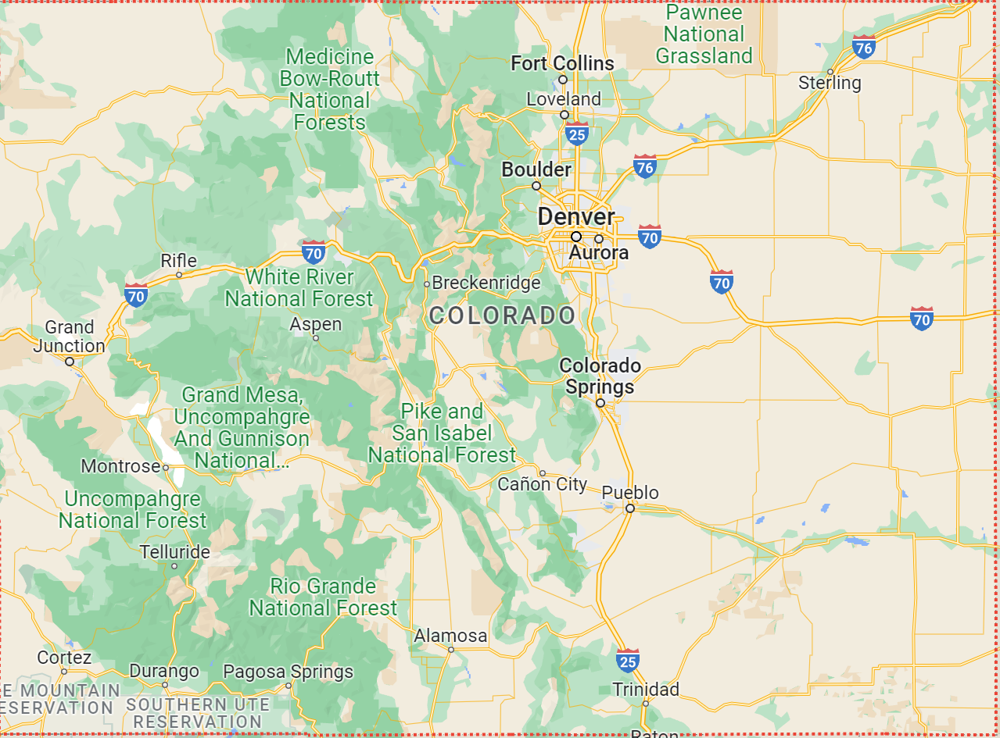 Pawnee
National
Grassland
76
Medicine
Bow-Routt
National
Forests
Fort Collins
Sterling
Loveland
25
Boulder
76
Denver
70
Aurora
70
Rifle
70
White River
National Forest
Breckenridge
70
70
COLORADO
Aspen
Grand
Junction
Colorado
Springs
Grand Mesa,
Uncompahgre
And Gunnison
National...
Pike and
San Isabel
National Forest
Montrose
Cañon City
Pueblo
Uncompahgre
National Forest
Telluride
Rio Grande
National Forest
Alamosa
Cortez
25
Durango
Pagosa Springs
Trinidad
E MOUNTAIN
ESERVATION
SOUTHERN UTE
RESERVATION
Raton